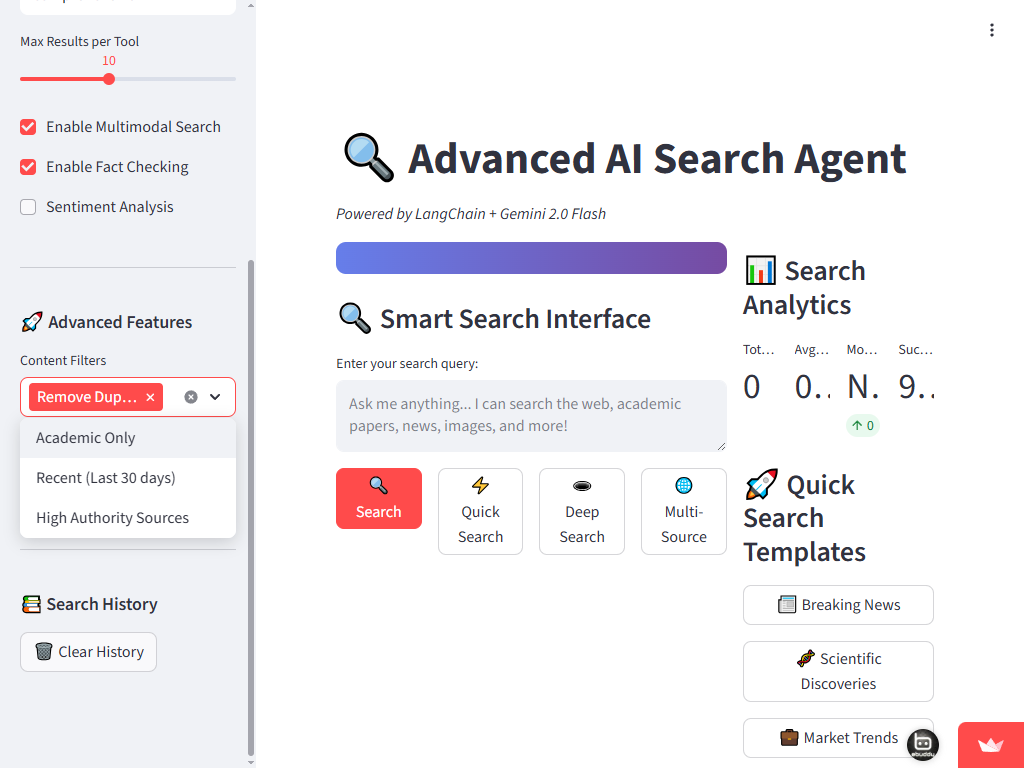 Max Results per Tool
10
Enable Multimodal Search
Enable Fact Checking
Sentiment Analysis
Advanced Features
Content Filters
Remove Dup...
Academic Only
Recent (Last 30 days)
High Authority Sources
Search History
Clear History
Advanced AI Search Agent
Powered by LangChain + Gemini 2.0 Flash
Smart Search Interface
Enter your search query:
Ask me anything... I can search the web, academic
papers, news, images, and more!
Search
Quick
Search
Deep
Search
Multi-
Source
Search
Analytics
Tot...
Avg...
Mo...
Suc...
0
0..
N.
9..
0
Quick
Search
Templates
Breaking News
Scientific
Discoveries
Market Trends